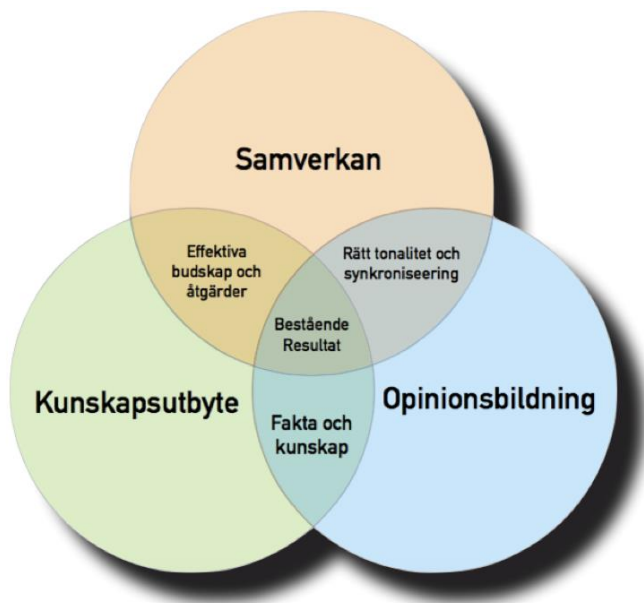 Samverkan
Effektiva
budskap och
åtgärder
Rätt tonalitet och
synkroniseering
Bestående
Resultat
Kunskapsutbyte
Opinionsbildning
Fakta och
kunskap